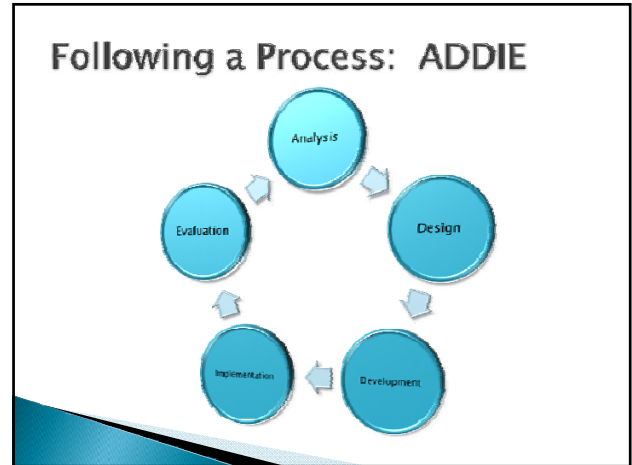 Following a Process: ADDIE
Analysis
Design
Development
Implementation
Evaluation